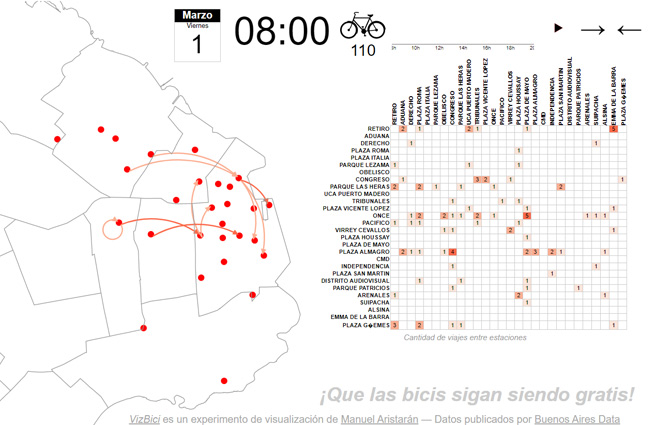 Marzo
Viernes
1
08:00
110
10h 12h 14h 16h 18h
RETIRO
ADUANA
DERECHO
PLAZA ROMA
PLAZA ITALIA
PARQUE LEZAMA
OBELISCO
CONGRESO
PARQUE LAS HERAS
UCA PUERTO MADERO
TRIBUNALES
PLAZA VICENTE LOPEZ
ONCE
PACIFICO
VIRREY CEVALLOS
PLAZA HOUSSAY
PLAZA DE MAYO
PLAZA ALMAGRO
CMD
INDEPENDENCIA
PLAZA SAN MARTIN
DISTRITO AUDIOVISUAL
PARQUE PATRICIOS
ARENALES
SUIPACHA
ALSINA
EMMA DE LA BARRA
PLAZA G�EMES
RETIRO 2 1 2 1 1 5
ADUANA
DERECHO 1 1
PLAZA ROMA 1
PLAZA ITALIA
PARQUE LEZAMA 1 1 1
OBELISCO
CONGRESO 3 2 1 1
PARQUE LAS HERAS 2 2 1 1 1 2
UCA PUERTO MADERO
TRIBUNALES 1 1 1
PLAZA VICENTE LOPEZ 1 1 1 1
ONCE 1 2 2 1 1 2 1 5 1 1 1
PACIFICO 1 1 1 1 1
VIRREY CEVALLOS 1 1 2 1
PLAZA HOUSSAY 1
PLAZA DE MAYO
PLAZA ALMAGRO 2 1 1 4 2 3 2 1 1
CMD
INDEPENDENCIA 1 1
PLAZA SAN MARTIN 1
DISTRITO AUDIOVISUAL 1 1 1
PARQUE PATRICIOS 1 1
ARENALES 1 2 1
SUIPACHA 1
ALSINA
EMMA DE LA BARRA
PLAZA G�EMES 3 2 1 1 1
Cantidad de viajes entre estaciones
¡Que las bicis sigan siendo gratis!
VizBici es un experimento de visualización de Manuel Aristarán — Datos publicados por Buenos Aires Data